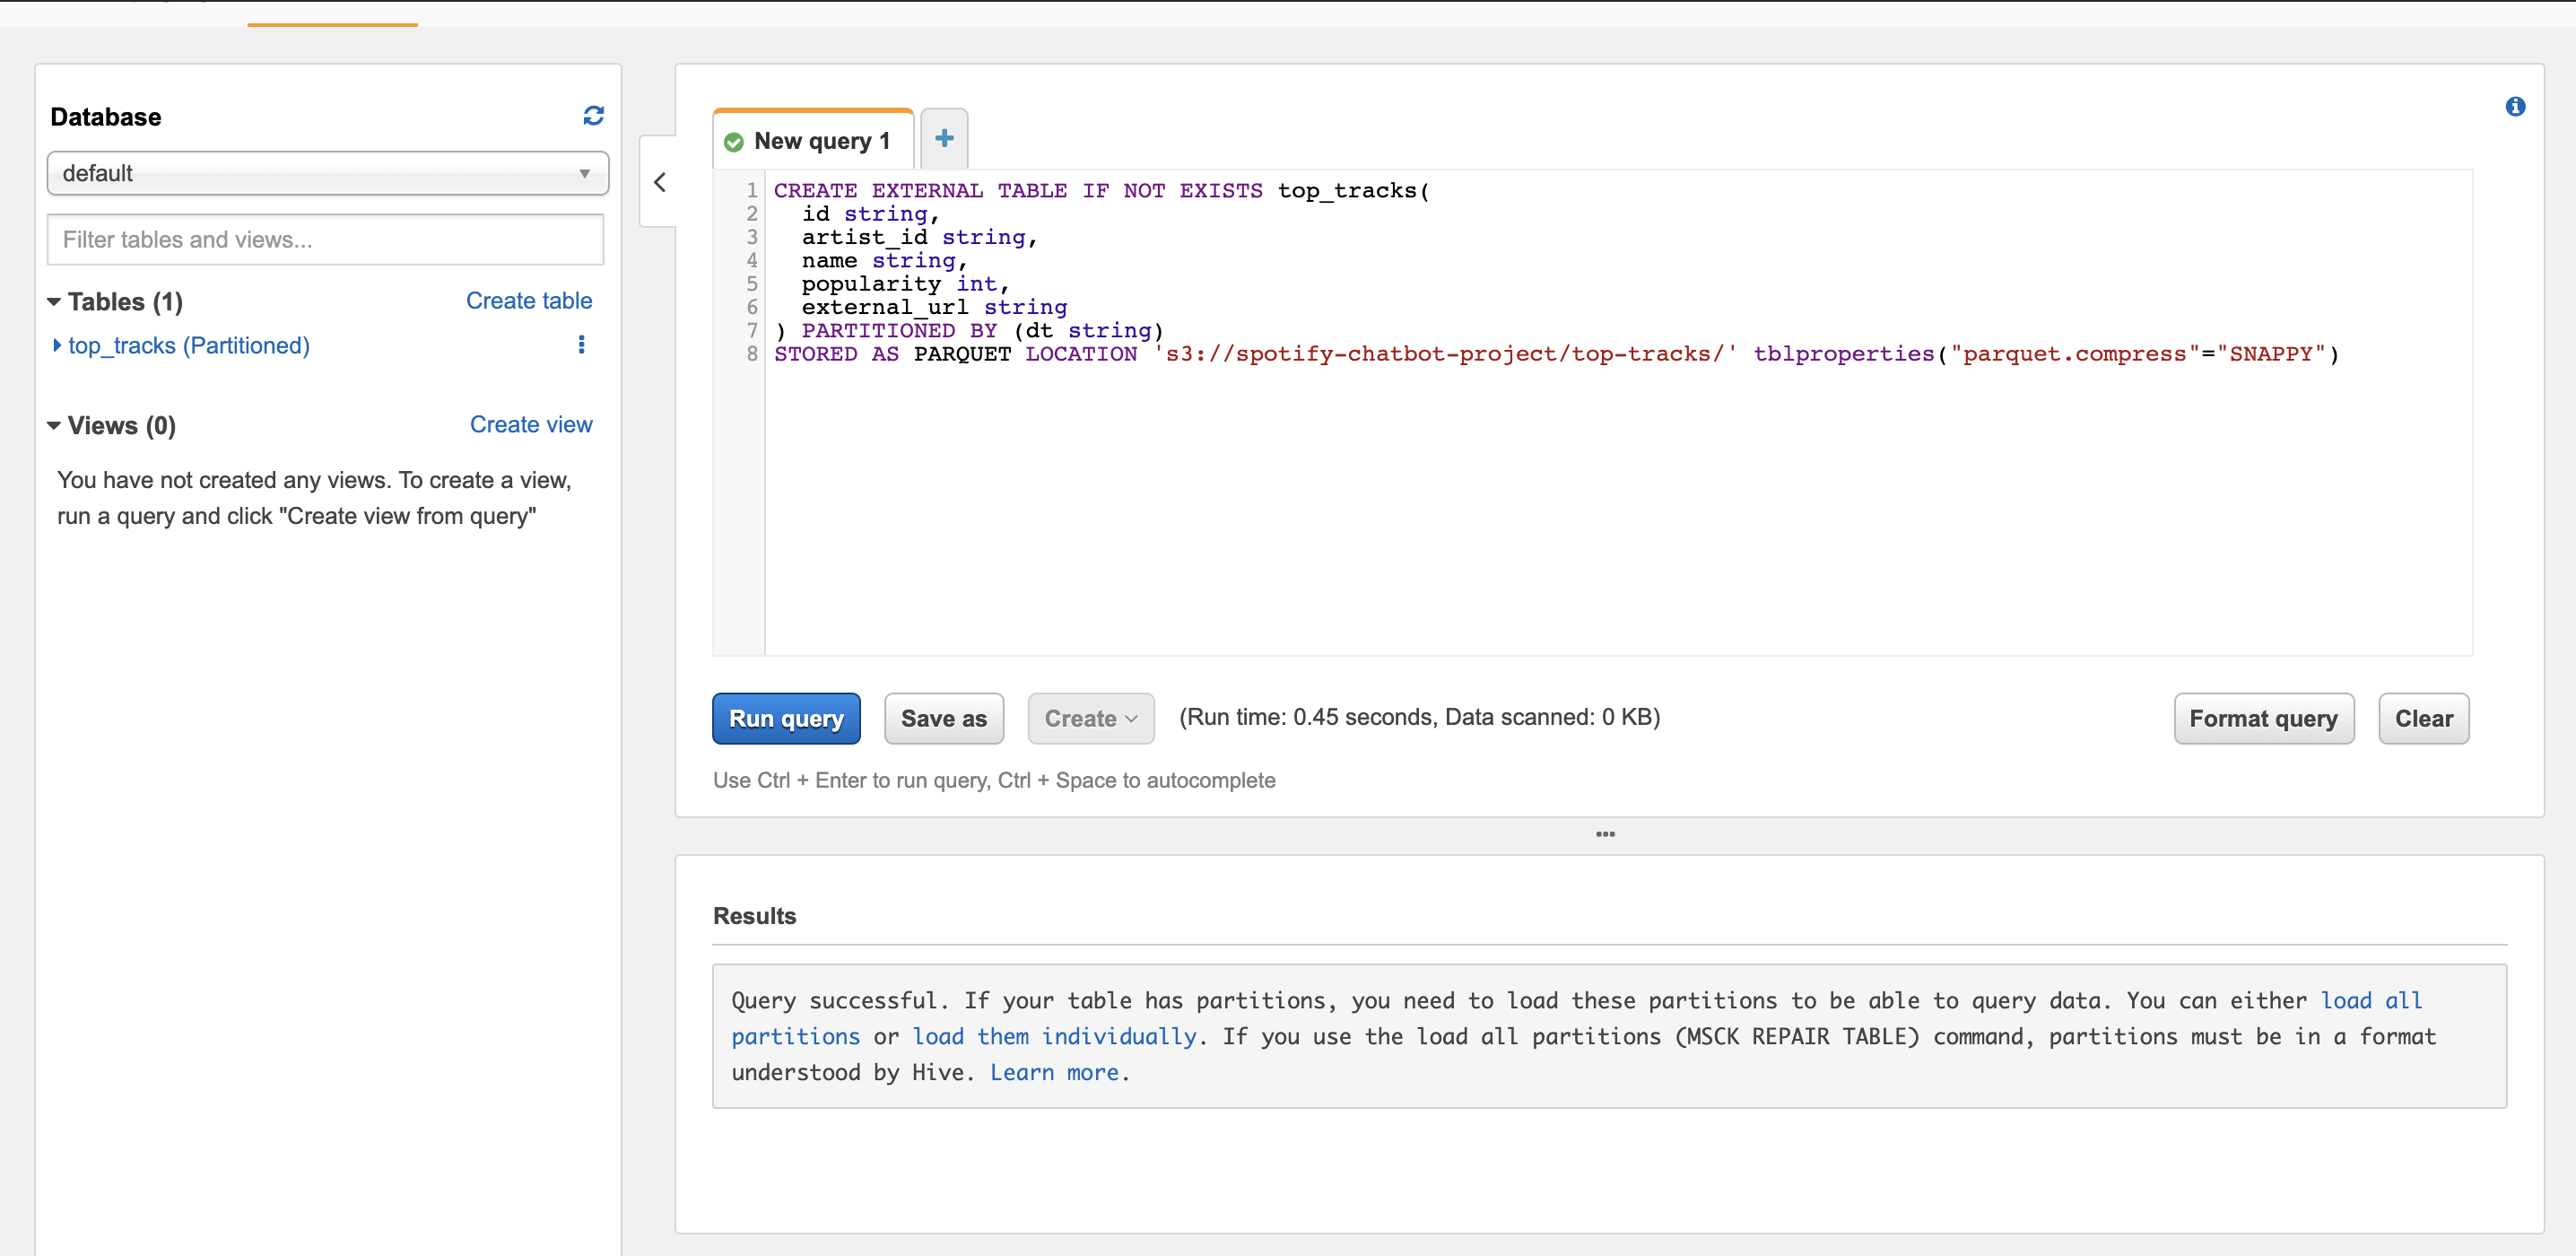 Database
default
Filter tables and views...
Tables (1)
Create table
top_tracks (Partitioned)
Views (0)
Create view
You have not created any views. To create a view,
run a query and click "Create view from query"
New query 1
1 CREATE EXTERNAL TABLE IF NOT EXISTS top_tracks(
2 id string,
3 artist_id string,
4 name string,
5 popularity int,
6 external_url string
7 ) PARTITIONED BY (dt string)
8 STORED AS PARQUET LOCATION 's3://spotify-chatbot-project/top-tracks/' tblproperties("parquet.compress"="SNAPPY")
Run query
Save as
Create
(Run time: 0.45 seconds, Data scanned: 0 KB)
Format query
Clear
Use Ctrl + Enter to run query, Ctrl + Space to autocomplete
Results
Query successful. If your table has partitions, you need to load these partitions to be able to query data. You can either load all
partitions or load them individually. If you use the load all partitions (MSCK REPAIR TABLE) command, partitions must be in a format
understood by Hive. Learn more.